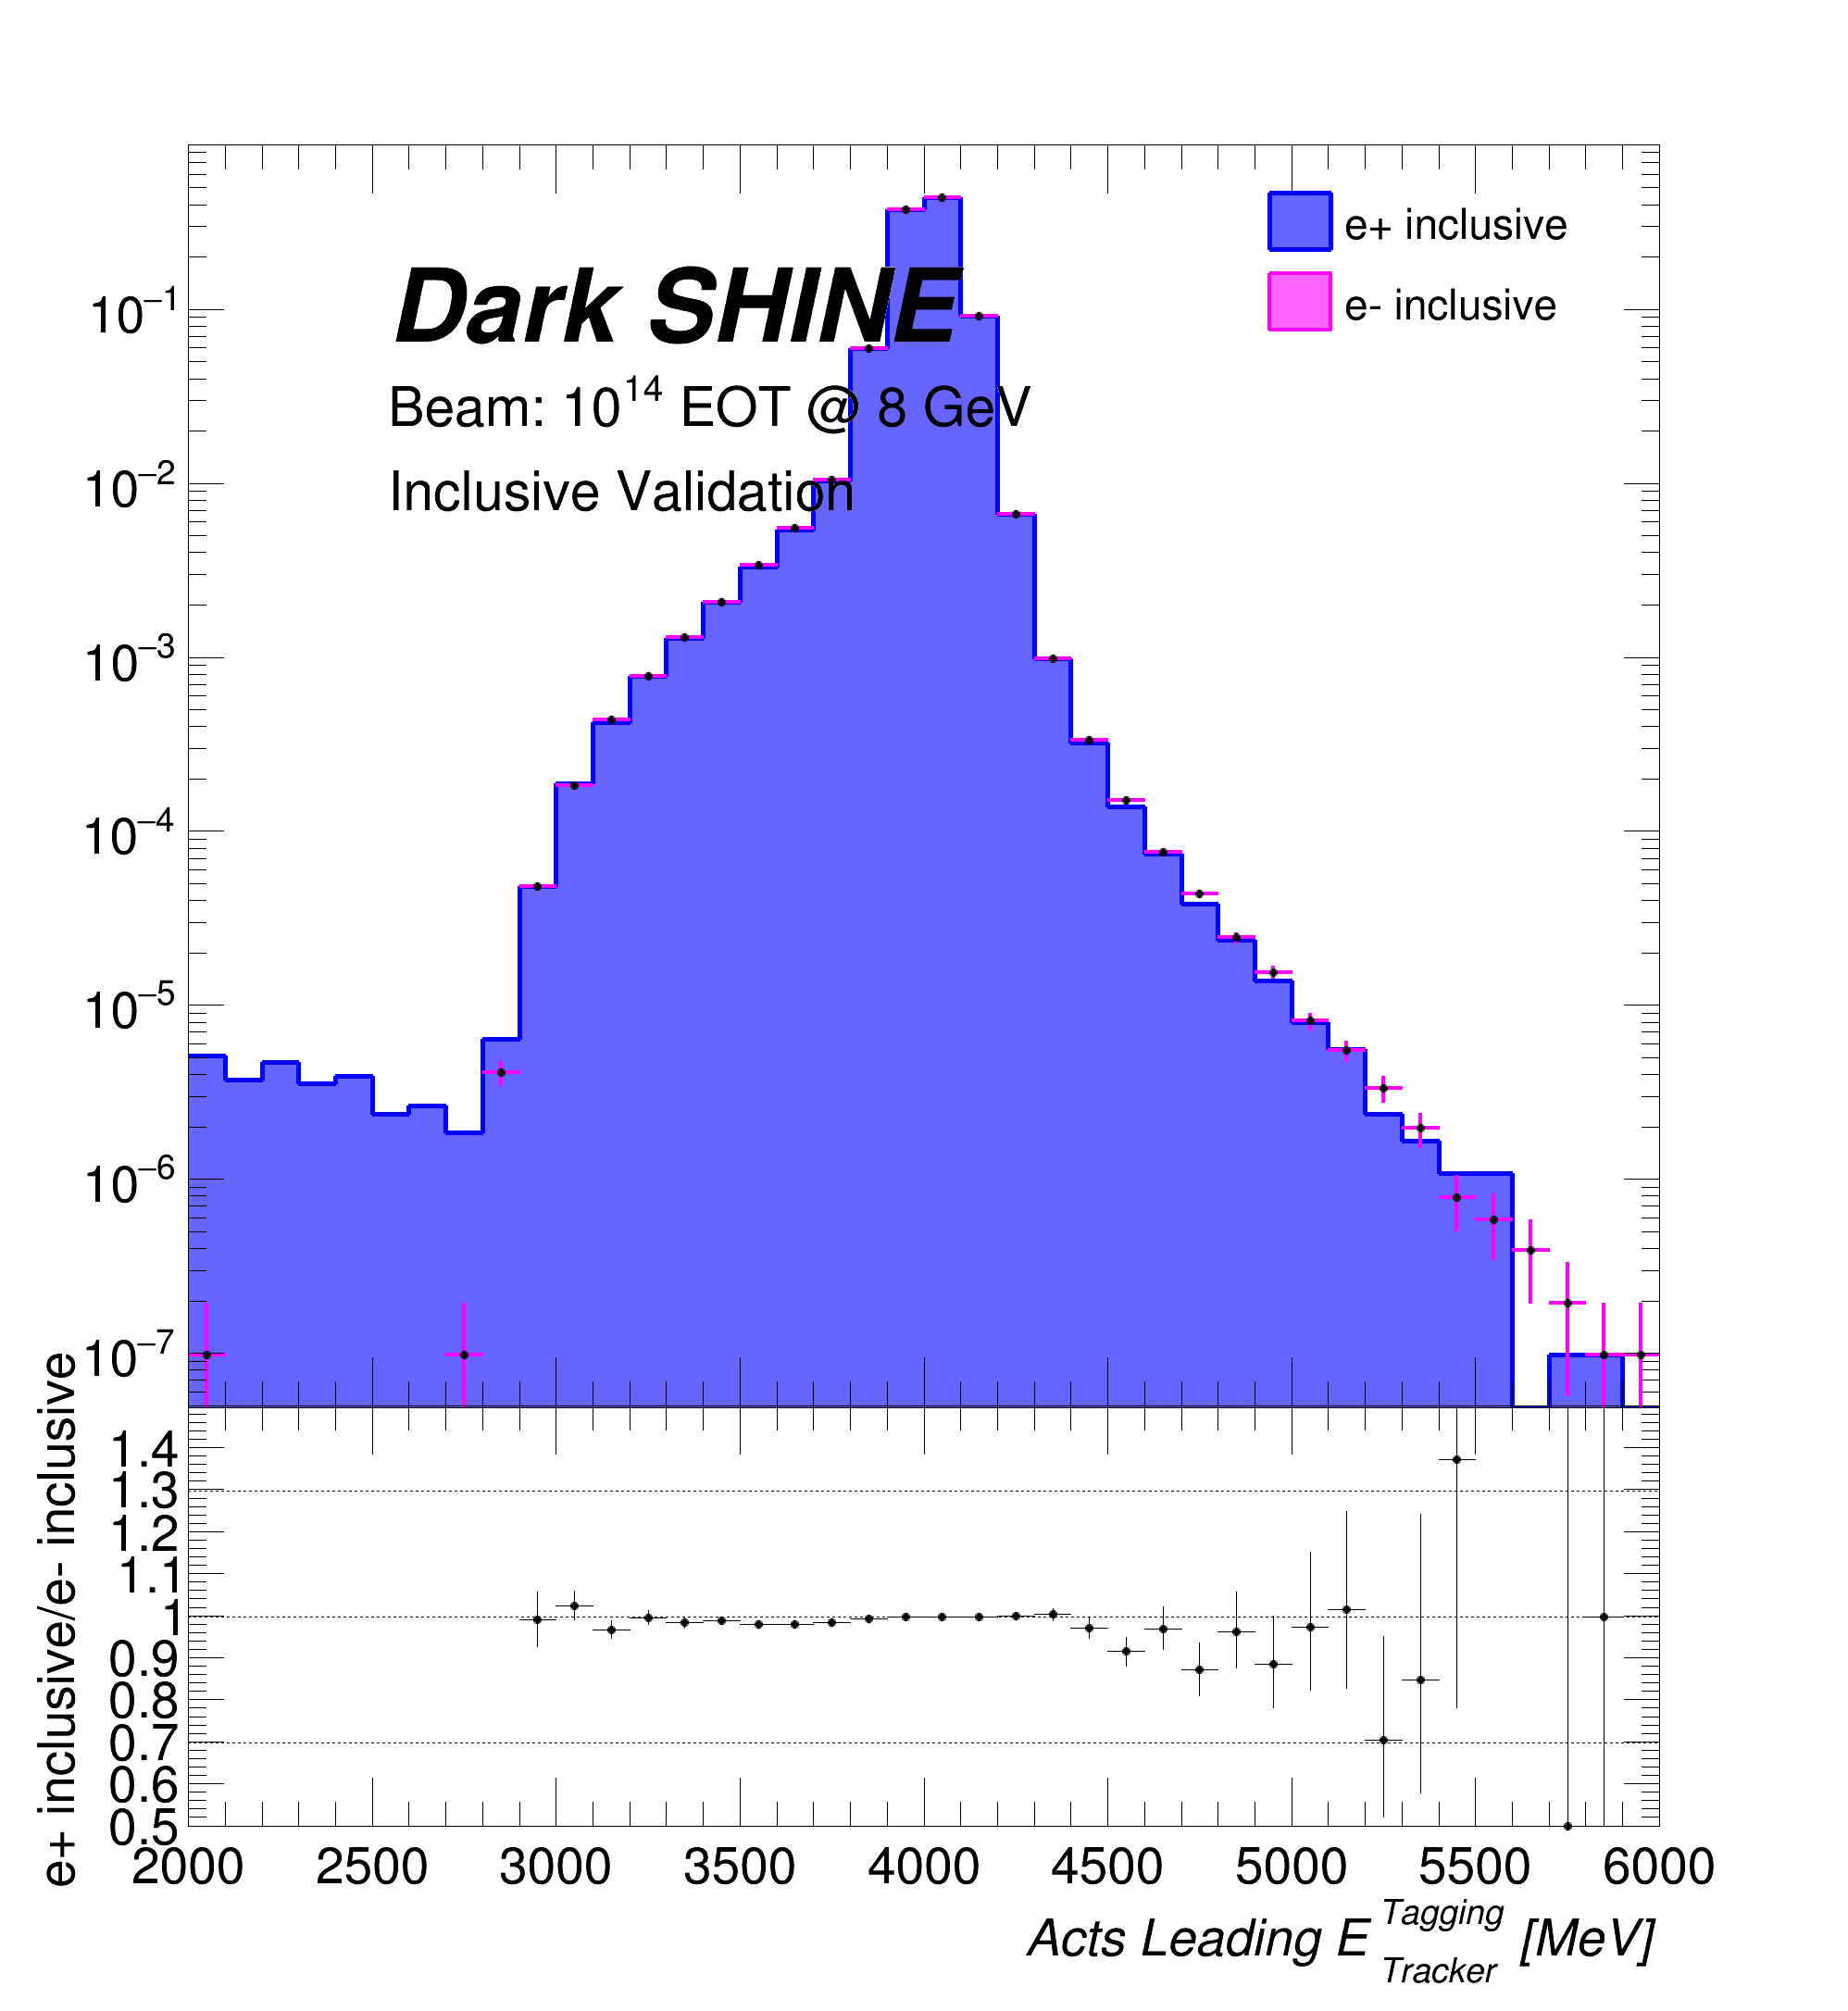 e+ inclusive
e- inclusive
Dark SHINE
Beam: 10^14 EOT @ 8 GeV
Inclusive Validation
10^−1
10^−2
10^−3
10^−4
10^−5
10^−6
10^−7
e+ inclusive/e- inclusive
1.4
1.3
1.2
1.1
1
0.9
0.8
0.7
0.6
0.5
2000 2500 3000 3500 4000 4500 5000 5500 6000
Acts Leading E^Tagging_Tracker [MeV]